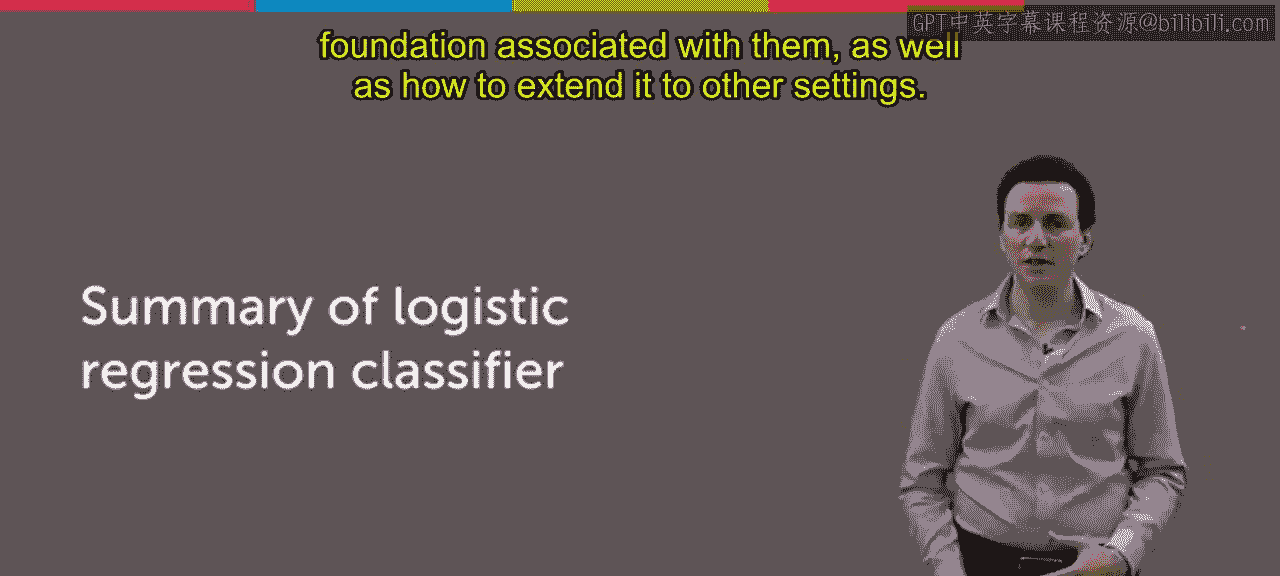 GPT中英字幕课程资源@bilibili.com
foundation associated with them, as well
as how to extend it to other settings.
Summary of logistic
regression classifier